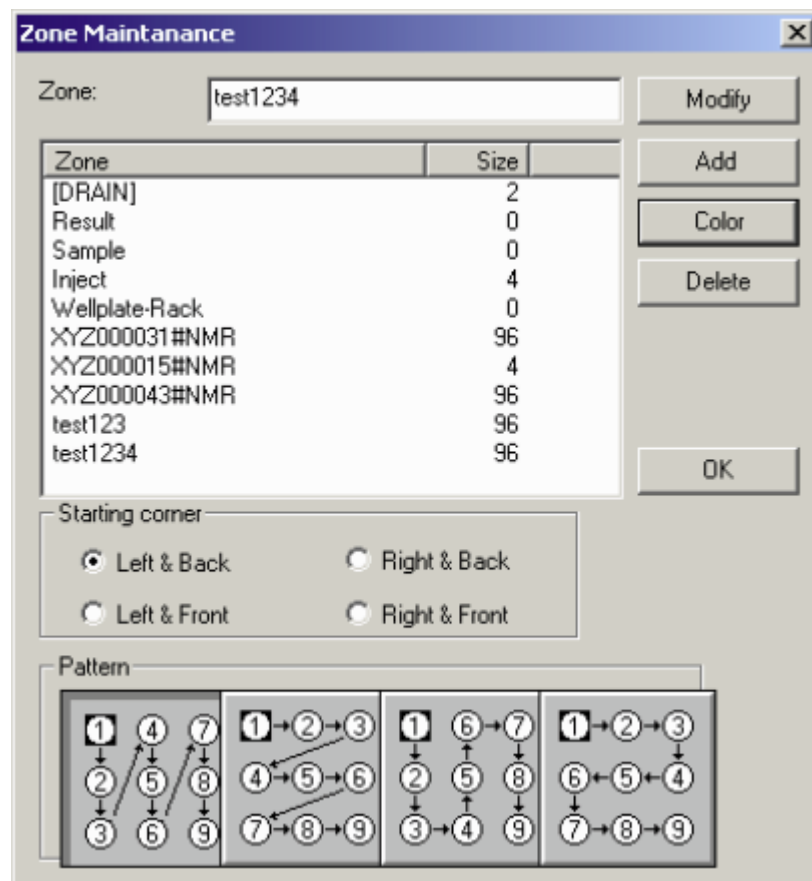 Zone Maintanance
Zone: test1234 Modify
Zone Size Add
[DRAIN] 2
Result 0 Color
Sample 0
Inject 4 Delete
Wellplate-Rack 0
XYZ000031#NMR 96
XYZ000015#NMR 4
XYZ000043#NMR 96
test123 96
test1234 96
OK
Starting corner
Left & Back Right & Back
Left & Front Right & Front
Pattern
1 4 7 1 2 3 1 6 7 1 2 3
2 5 8 4 5 6 2 5 8 6 5 4
3 6 9 7 8 9 3 4 9 7 8 9